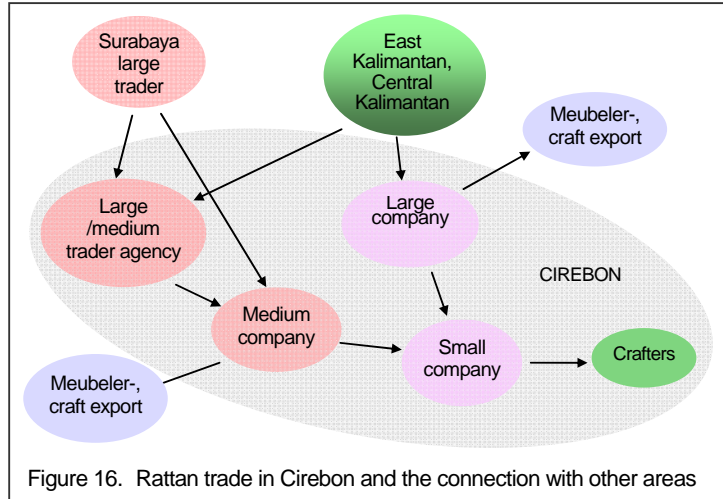 Surabaya
large
trader
East
Kalimantan,
Central
Kalimantan
Meubeler-,
craft export
Large
/medium
trader agency
Large
company
CIREBON
Medium
company
Small
company
Crafters
Meubeler-,
craft export
Figure 16. Rattan trade in Cirebon and the connection with other areas